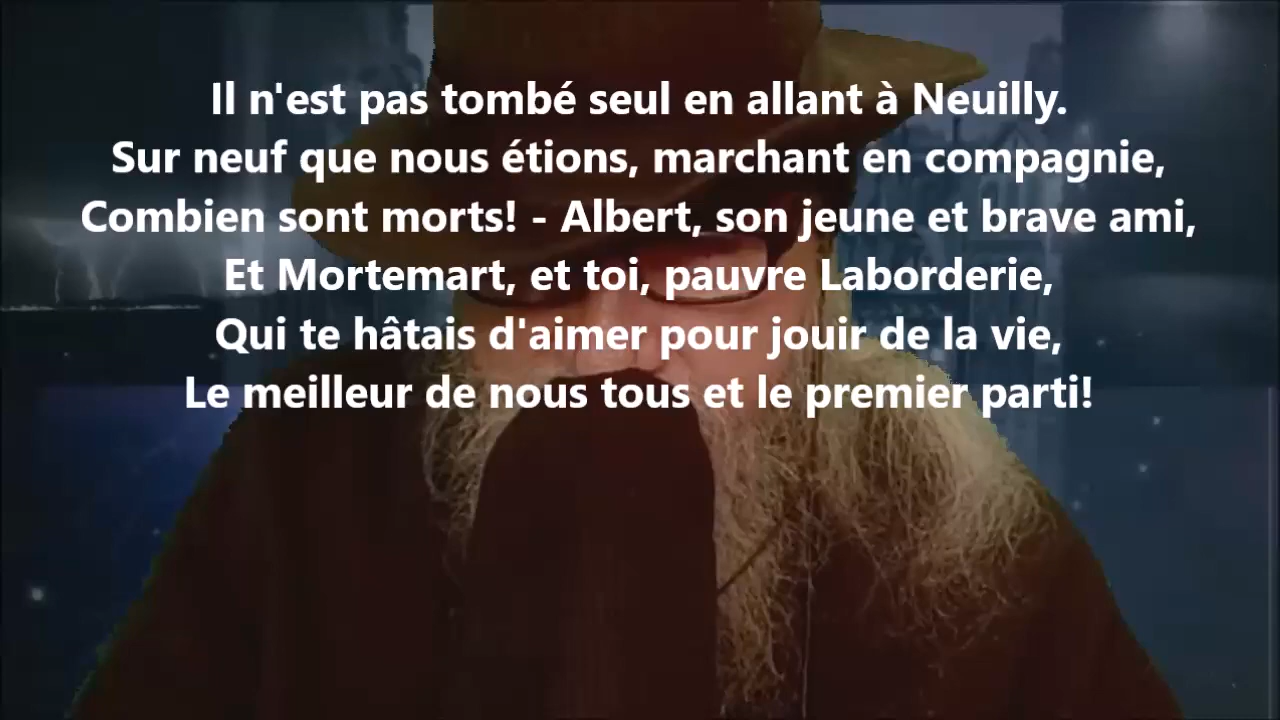 Il n'est pas tombé seul en allant à Neuilly.
Sur neuf que nous étions, marchant en compagnie,
Combien sont morts! - Albert, son jeune et brave ami,
Et Mortemart, et toi, pauvre Laborderie,
Qui te hâtais d'aimer pour jouir de la vie,
Le meilleur de nous tous et le premier parti!